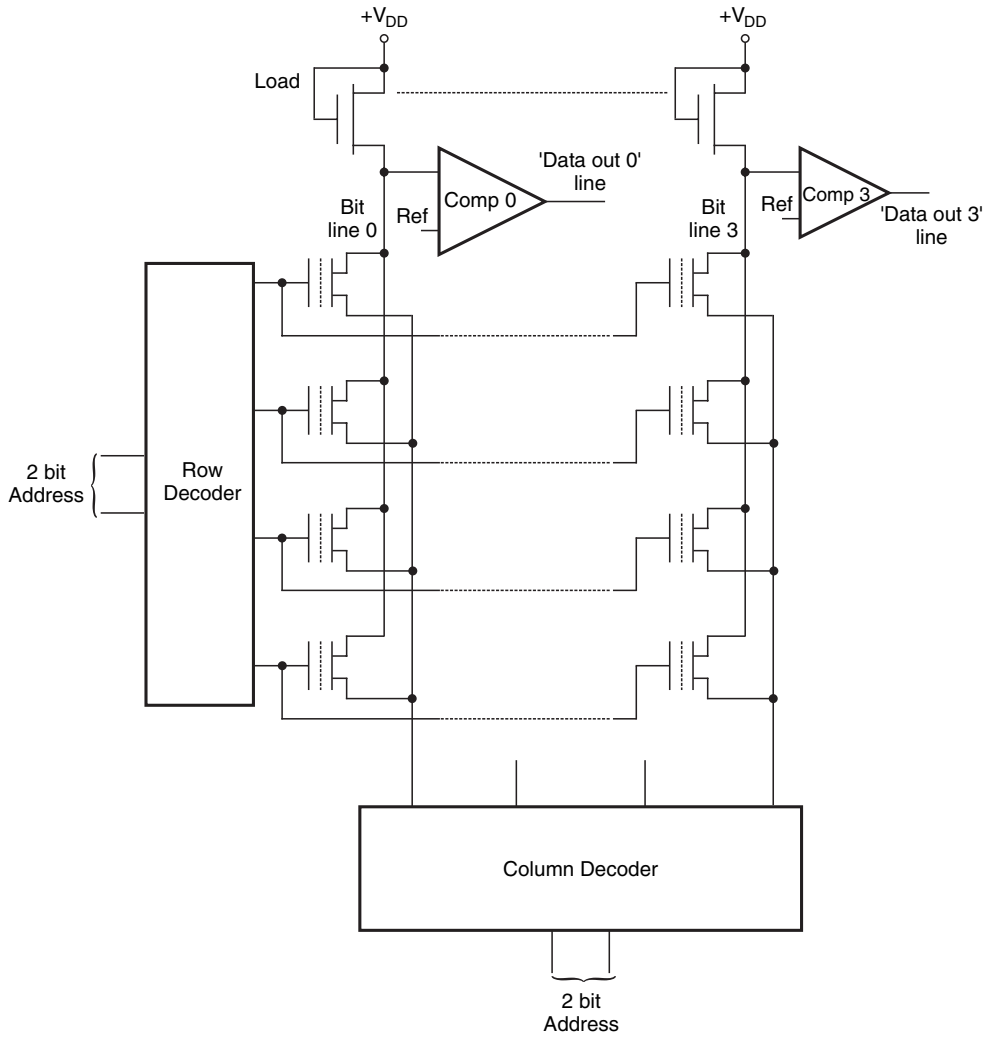 +VDD
+VDD
Load
'Data out 0'
line
Comp 0
Ref
Bit
line 0
Comp 3
Ref
Bit
line 3
'Data out 3'
line
2 bit
Address
Row
Decoder
Column Decoder
2 bit
Address